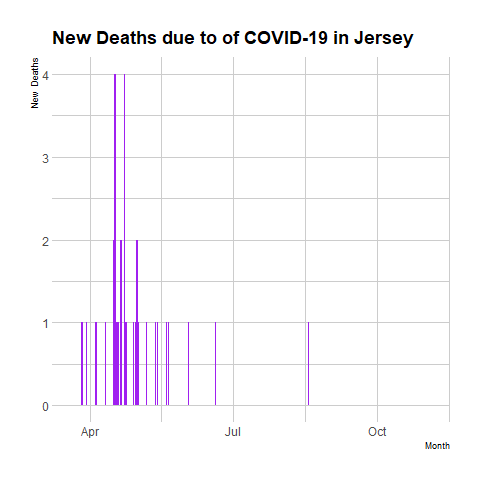 New Deaths due to of COVID-19 in Jersey
New Deaths
4
3
2
1
0
Apr
Jul
Oct
Month